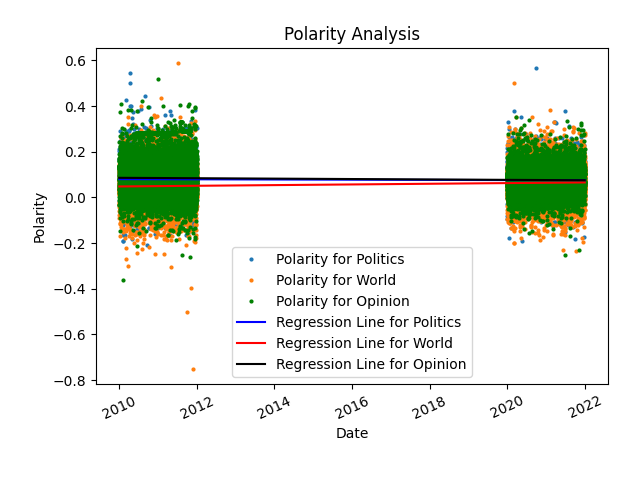 Polarity Analysis
0.6
0.4
0.2
0.0
−0.2
−0.4
−0.6
−0.8
Polarity
Polarity for Politics
Polarity for World
Polarity for Opinion
Regression Line for Politics
Regression Line for World
Regression Line for Opinion
2010 2012 2014 2016 2018 2020 2022
Date